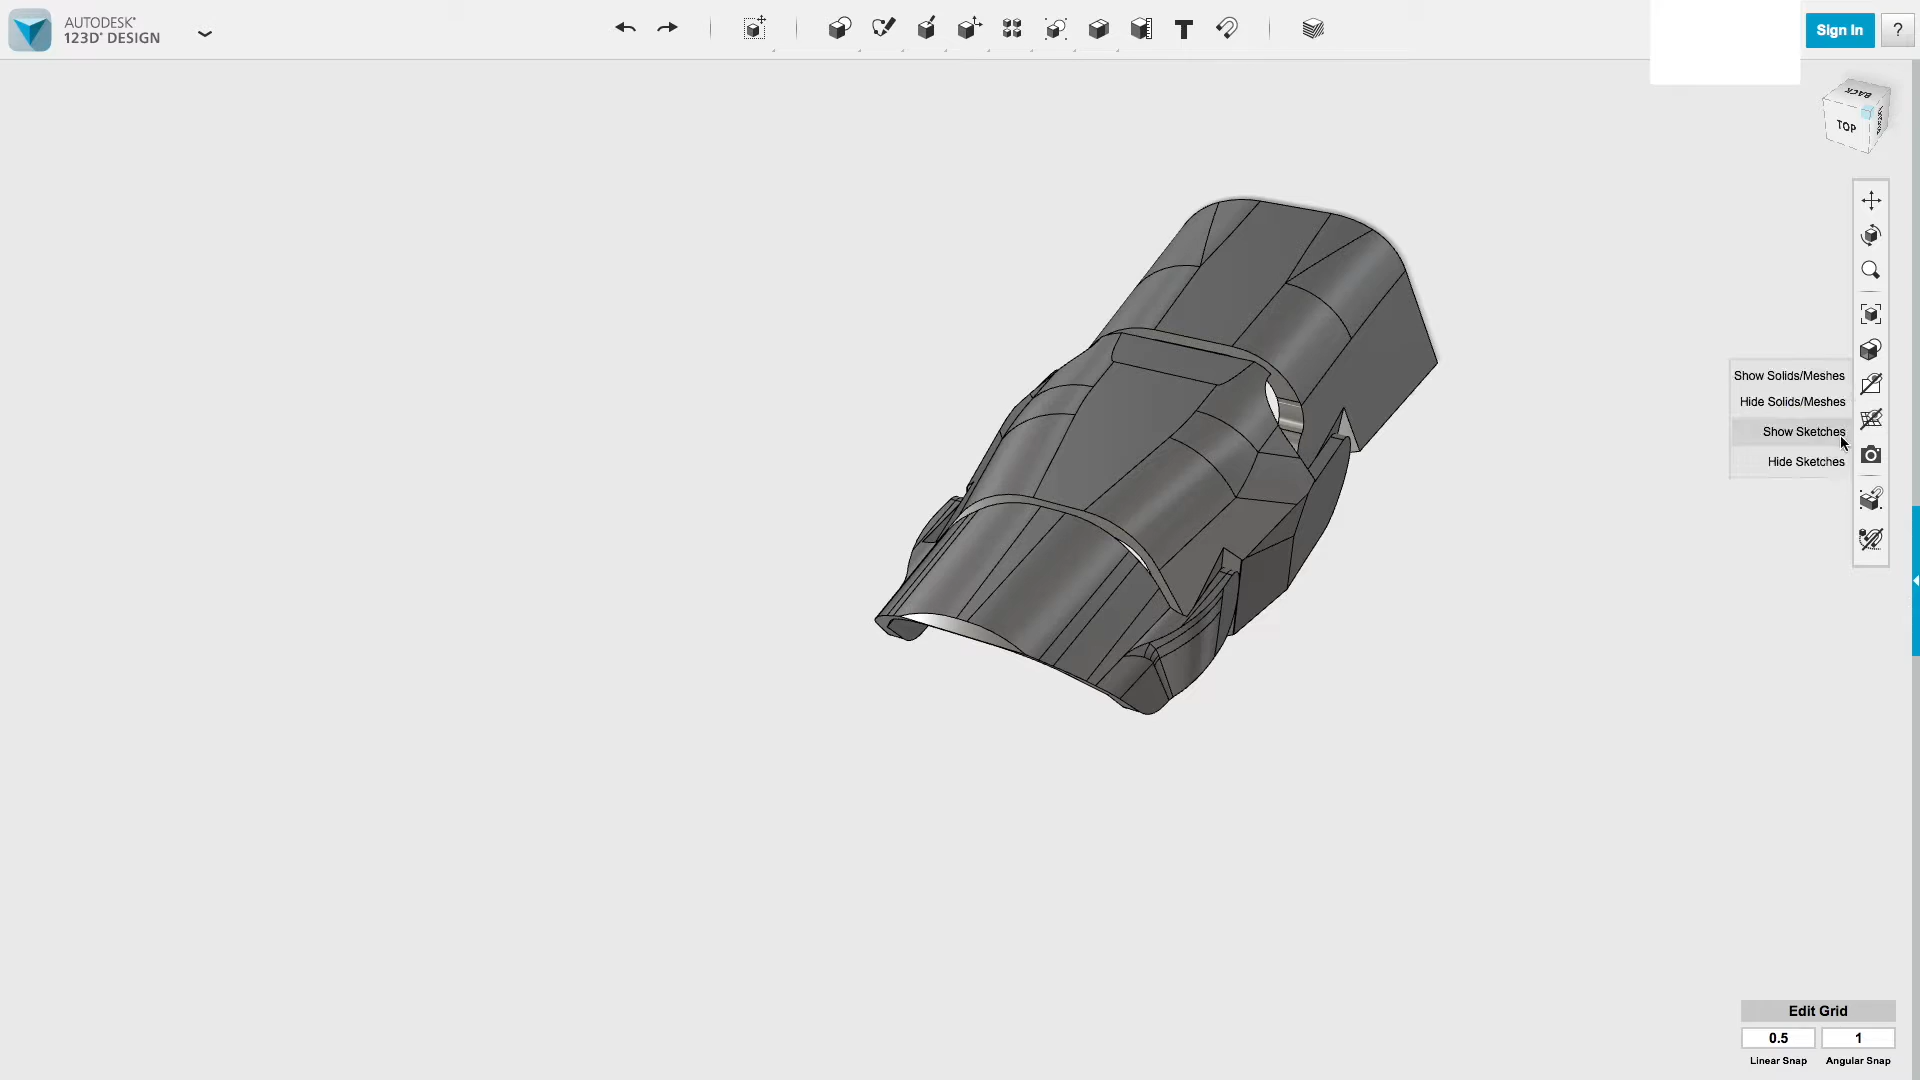 AUTODESK®
123D® DESIGN
Sign In
?
BACK
TOP
Show Solids/Meshes
Hide Solids/Meshes
Show Sketches
Hide Sketches
Edit Grid
0.5
1
Linear Snap
Angular Snap